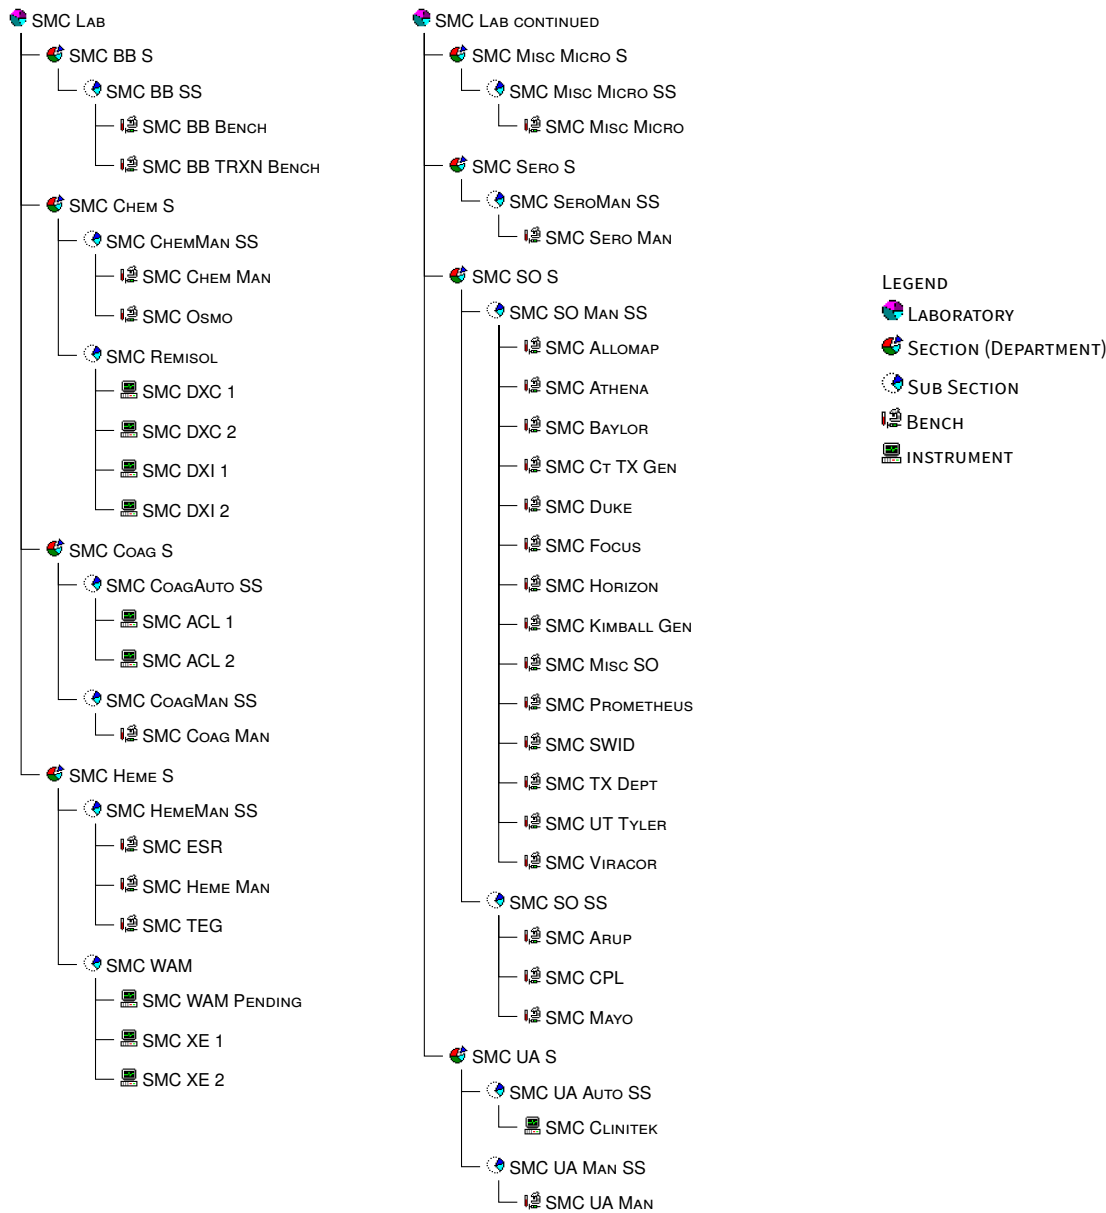 SMC Lab
SMC BB S
SMC BB SS
SMC BB Bench
SMC BB TRXN Bench
SMC Chem S
SMC ChemMan SS
SMC Chem Man
SMC Osmo
SMC Remisol
SMC DXC 1
SMC DXC 2
SMC DXI 1
SMC DXI 2
SMC Coag S
SMC CoagAuto SS
SMC ACL 1
SMC ACL 2
SMC CoagMan SS
SMC Coag Man
SMC Heme S
SMC HemeMan SS
SMC ESR
SMC Heme Man
SMC TEG
SMC WAM
SMC WAM Pending
SMC XE 1
SMC XE 2
SMC Lab continued
SMC Misc Micro S
SMC Misc Micro SS
SMC Misc Micro
SMC Sero S
SMC SeroMan SS
SMC Sero Man
SMC SO S
SMC SO Man SS
SMC Allomap
SMC Athena
SMC Baylor
SMC Ct TX Gen
SMC Duke
SMC Focus
SMC Horizon
SMC Kimball Gen
SMC Misc SO
SMC Prometheus
SMC SWID
SMC TX Dept
SMC UT Tyler
SMC Viracor
SMC SO SS
SMC Arup
SMC CPL
SMC Mayo
SMC UA S
SMC UA Auto SS
SMC Clinitek
SMC UA Man SS
SMC UA Man
Legend
Laboratory
Section (Department)
Sub Section
Bench
instrument